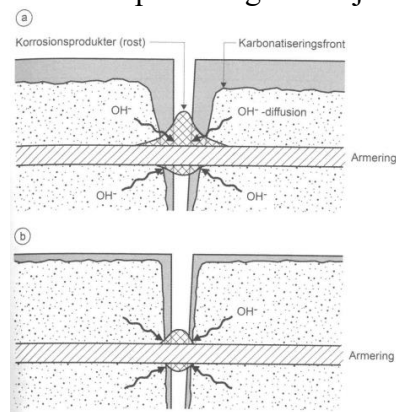 a
Korrosionsprodukter (rost)
Karbonatiseringsfront
OH⁻
OH⁻ -diffusion
Armering
OH⁻
OH⁻
b
OH⁻
Armering